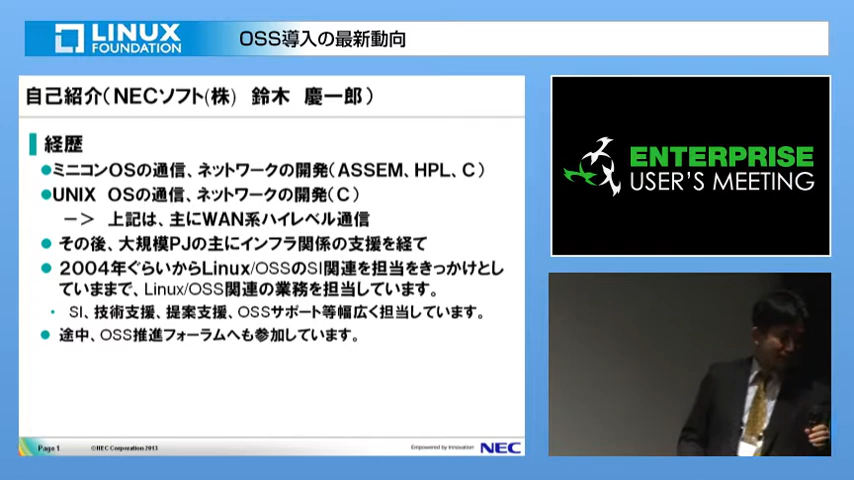 LINUX
FOUNDATION
OSS導入の最新動向
自己紹介(NECソフト(株) 鈴木 慶一郎)
経歴
●ミニコンOSの通信、ネットワークの開発(ASSEM、HPL、C)
●UNIX OSの通信、ネットワークの開発(C)
-> 上記は、主にWAN系ハイレベル通信
● その後、大規模PJの主にインフラ関係の支援を経て
● 2004年ぐらいからLinux/OSSのSI関連を担当をきっかけとし
ていままで、Linux/OSS関連の業務を担当しています。
・ SI、技術支援、提案支援、OSSサポート等幅広く担当しています。
● 途中、OSS推進フォーラムへも参加しています。
Page 1
©NEC Corporation 2013
Empowered by Innovation
NEC
ENTERPRISE
USER'S MEETING